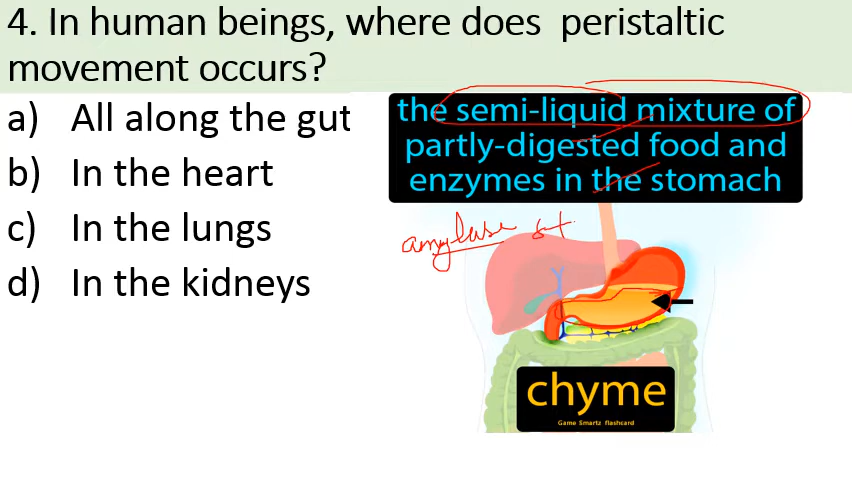 4. In human beings, where does peristaltic
movement occurs?
a) All along the gut
b) In the heart
c) In the lungs
d) In the kidneys
the semi-liquid mixture of
partly-digested food and
enzymes in the stomach
amylase
chyme
Game Smartz flashcard